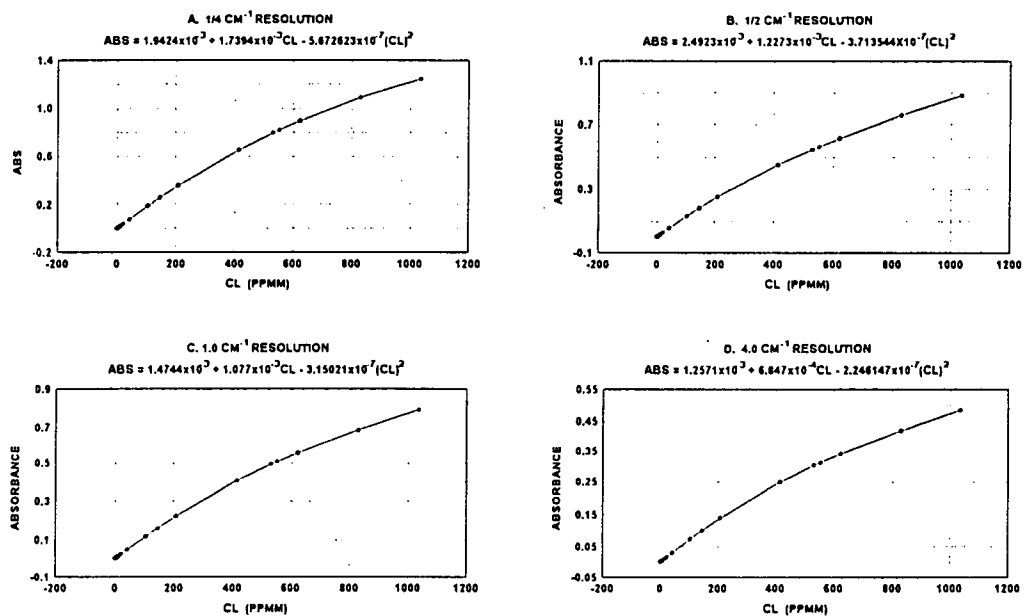 A. 1/4 CM⁻¹ RESOLUTION
ABS = 1.9424x10⁻³ + 1.7394x10⁻³CL - 5.672623x10⁻⁷(CL)²
1.4
1.0
0.6
0.2
-0.2
ABS
-200 0 200 400 600 800 1000 1200
CL (PPMM)
B. 1/2 CM⁻¹ RESOLUTION
ABS = 2.4923x10⁻³ + 1.2273x10⁻³CL - 3.713544X10⁻⁷(CL)²
1.1
0.7
0.3
-0.1
ABSORBANCE
-200 0 200 400 600 800 1000 1200
CL (PPMM)
C. 1.0 CM⁻¹ RESOLUTION
ABS = 1.4744x10⁻³ + 1.077x10⁻³CL - 3.15021x10⁻⁷(CL)²
0.9
0.7
0.5
0.3
0.1
-0.1
ABSORBANCE
-200 0 200 400 600 800 1000 1200
CL (PPMM)
D. 4.0 CM⁻¹ RESOLUTION
ABS = 1.2571x10⁻³ + 6.847x10⁻⁴CL - 2.246147x10⁻⁷(CL)²
0.55
0.45
0.35
0.25
0.15
0.05
-0.05
ABSORBANCE
-200 0 200 400 600 800 1000 1200
CL (PPMM)